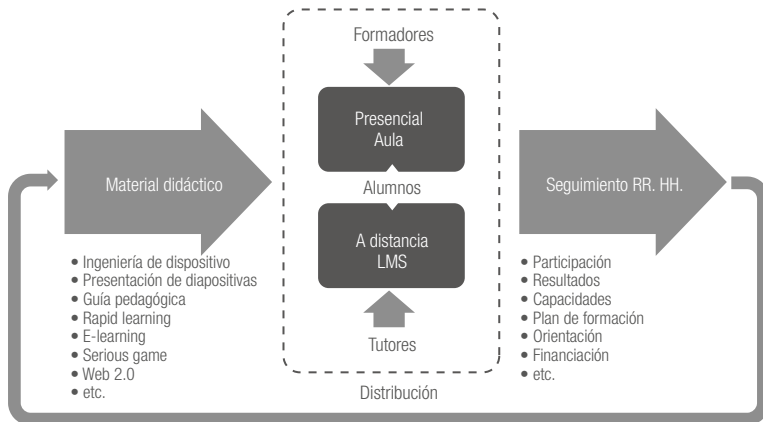 Formadores
Presencial
Aula
Material didáctico
Alumnos
Seguimiento RR. HH.
A distancia
LMS
Tutores
Distribución
• Ingeniería de dispositivo
• Presentación de diapositivas
• Guía pedagógica
• Rapid learning
• E-learning
• Serious game
• Web 2.0
• etc.
• Participación
• Resultados
• Capacidades
• Plan de formación
• Orientación
• Financiación
• etc.